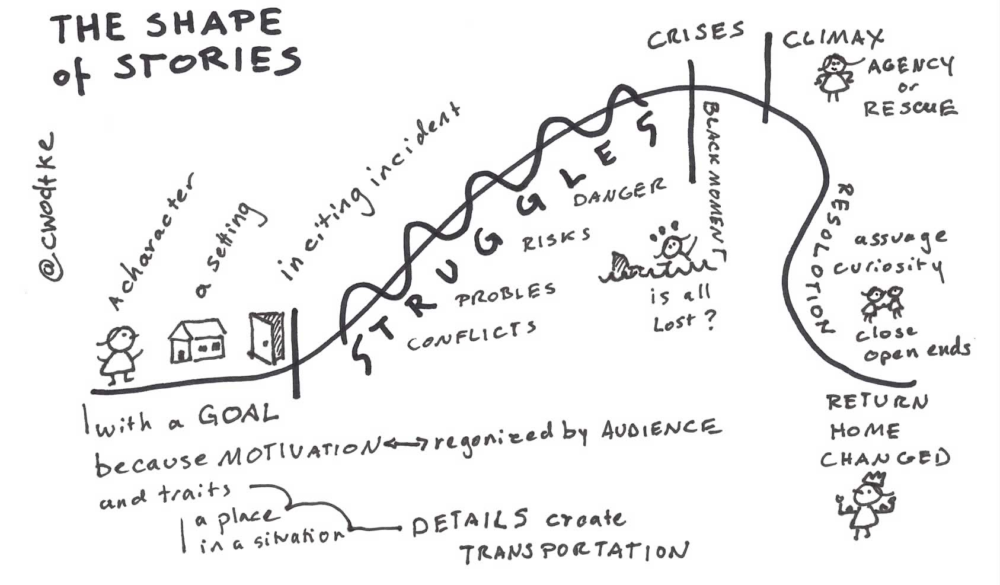 THE SHAPE
of STORIES
@cwodtke
A character
a setting
inciting incident
STRUGGLES
DANGER
RISKS
PROBLES
CONFLICTS
CRISES
BLACK MOMENT
is all
Lost?
CLIMAX
AGENCY
or
RESCUE
RESOLOTION
assuage
curiosity
close
open ends
RETURN
HOME
CHANGED
with a GOAL
because MOTIVATION ↔ regonized by AUDIENCE
and traits
a place
in a situation
DETAILS create
TRANSPORTATION